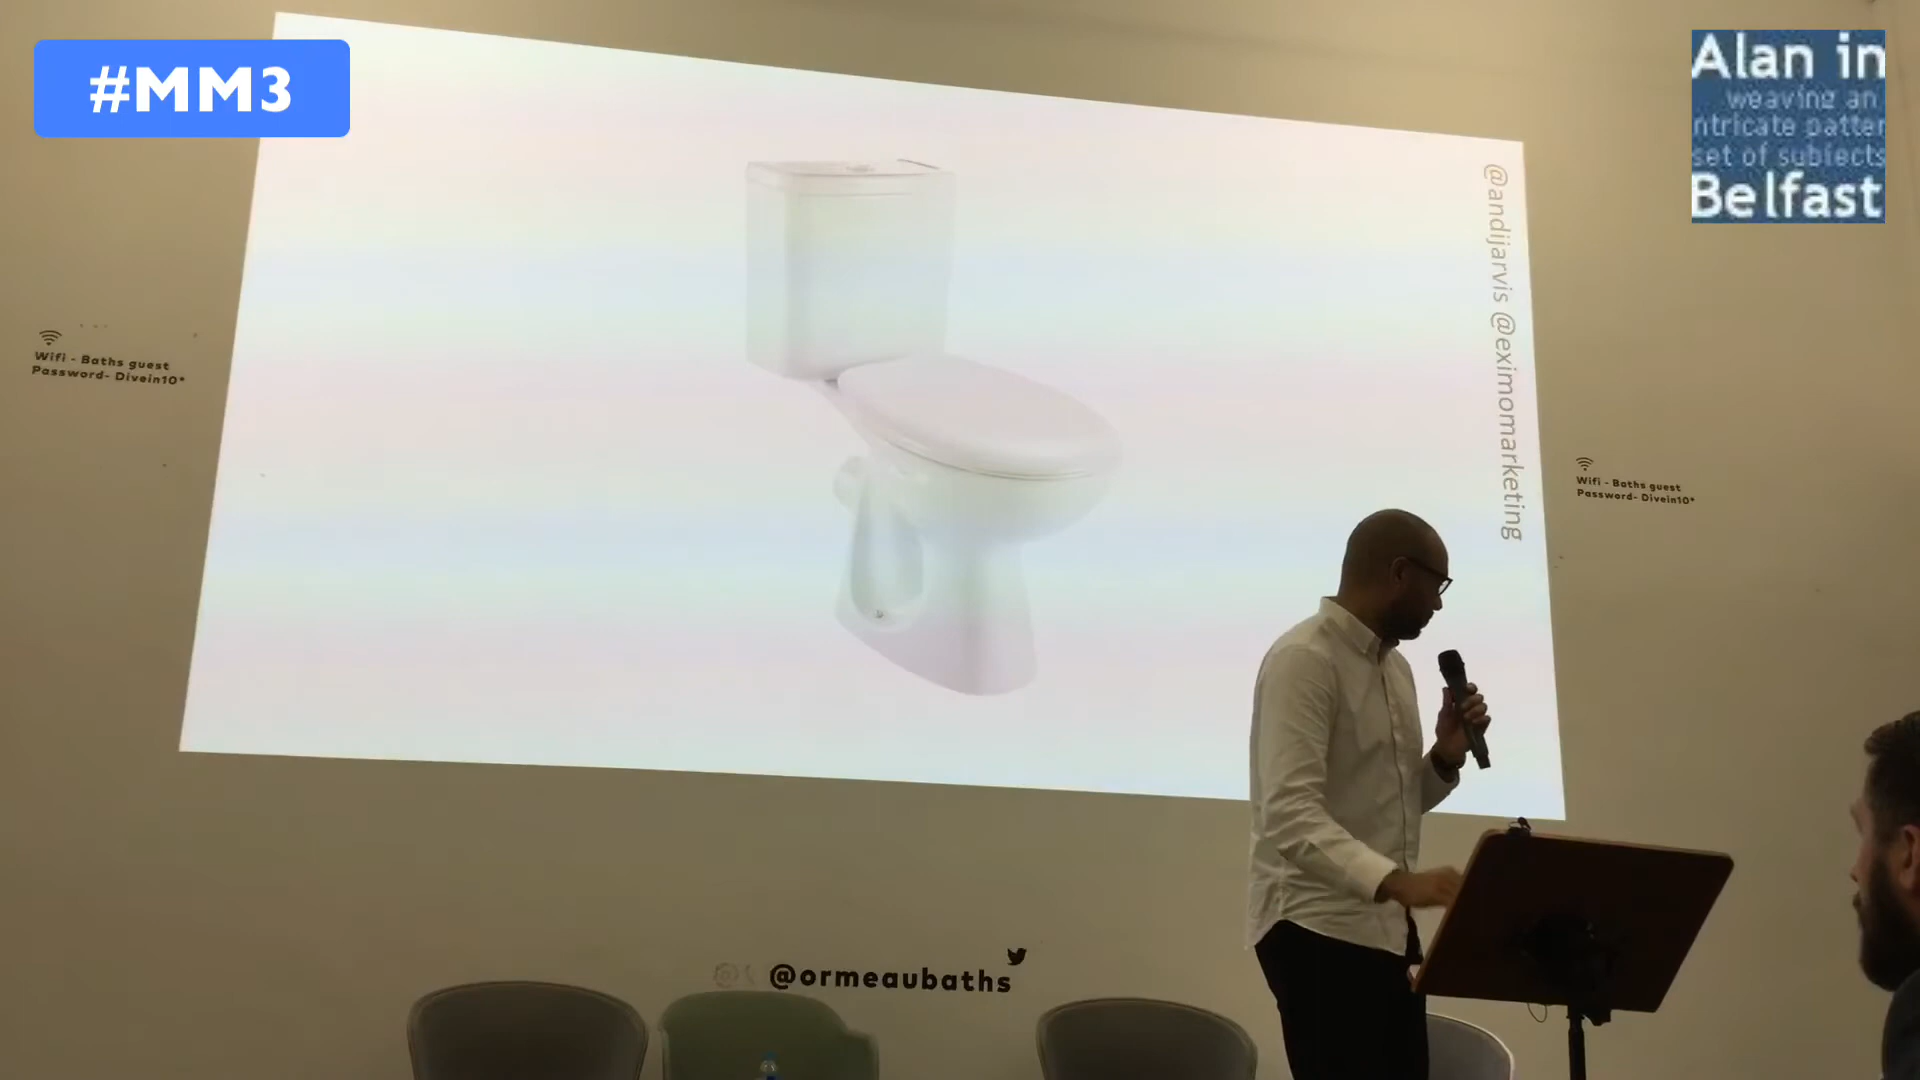 #MM3
Alan in
weaving an
ntricate patter
set of subjects
Belfast
@andijarvis @eximomarketing
Wifi - Baths guest
Password- Divein10*
Wifi - Baths guest
Password- Divein10*
@ormeaubaths